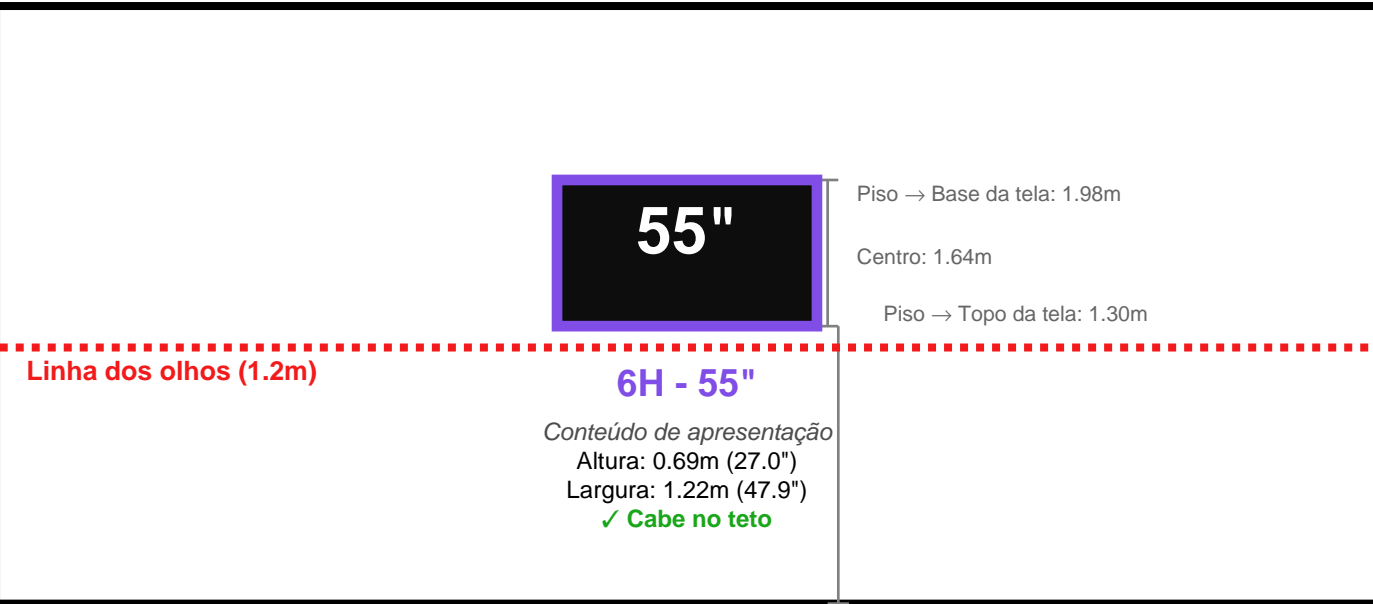 55"
Piso → Base da tela: 1.98m
Centro: 1.64m
Piso → Topo da tela: 1.30m
Linha dos olhos (1.2m)
6H - 55"
Conteúdo de apresentação
Altura: 0.69m (27.0")
Largura: 1.22m (47.9")
✓ Cabe no teto